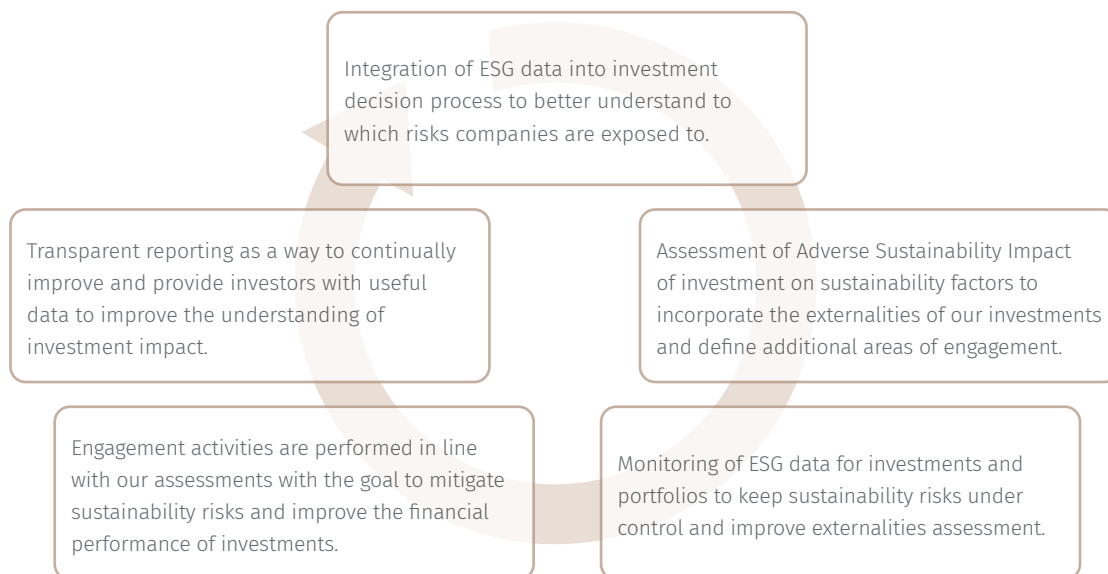 Integration of ESG data into investment
decision process to better understand to
which risks companies are exposed to.
Assessment of Adverse Sustainability Impact
of investment on sustainability factors to
incorporate the externalities of our investments
and define additional areas of engagement.
Monitoring of ESG data for investments and
portfolios to keep sustainability risks under
control and improve externalities assessment.
Engagement activities are performed in line
with our assessments with the goal to mitigate
sustainability risks and improve the financial
performance of investments.
Transparent reporting as a way to continually
improve and provide investors with useful
data to improve the understanding of
investment impact.